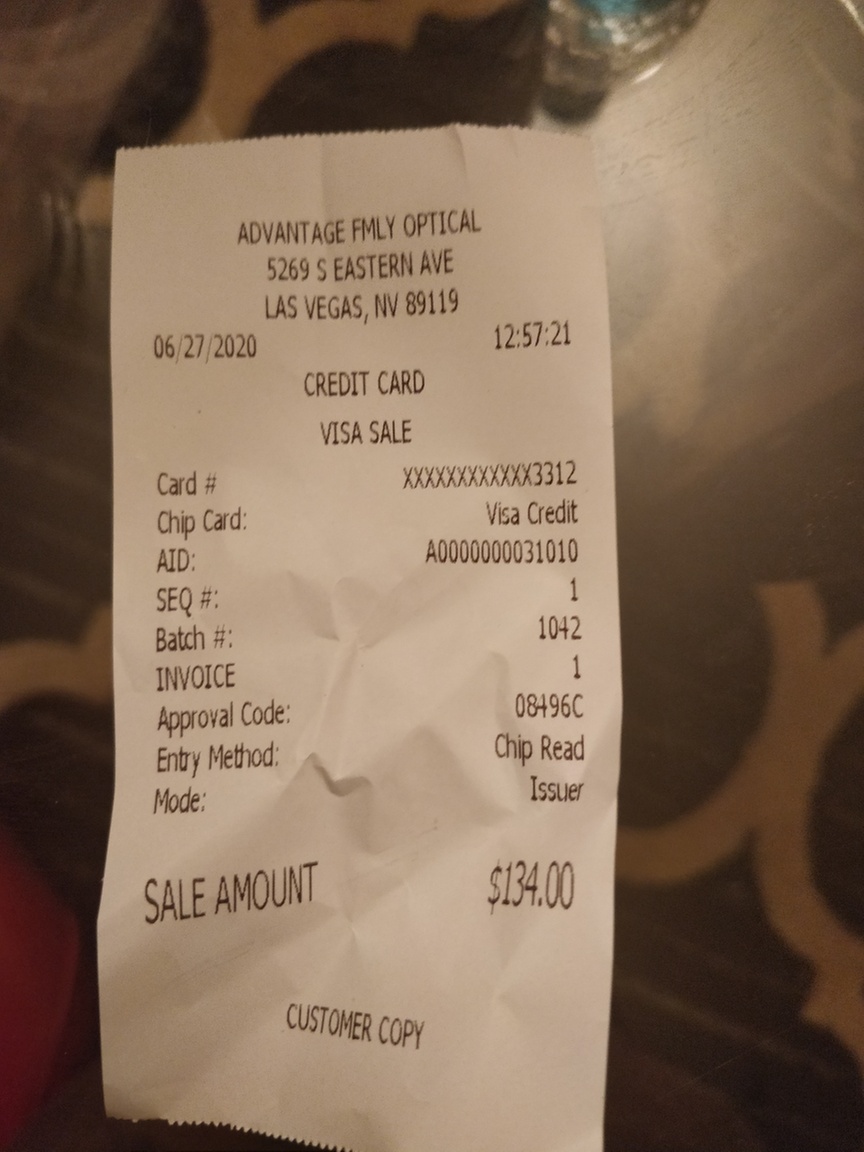 ADVANTAGE FMLY OPTICAL
5269 S EASTERN AVE
LAS VEGAS, NV 89119
06/27/2020 12:57:21
CREDIT CARD
VISA SALE
Card # XXXXXXXXXXXX3312
Chip Card: Visa Credit
AID: A0000000031010
SEQ #: 1
Batch #: 1042
INVOICE 1
Approval Code: 08496C
Entry Method: Chip Read
Mode: Issuer
SALE AMOUNT $134.00
CUSTOMER COPY